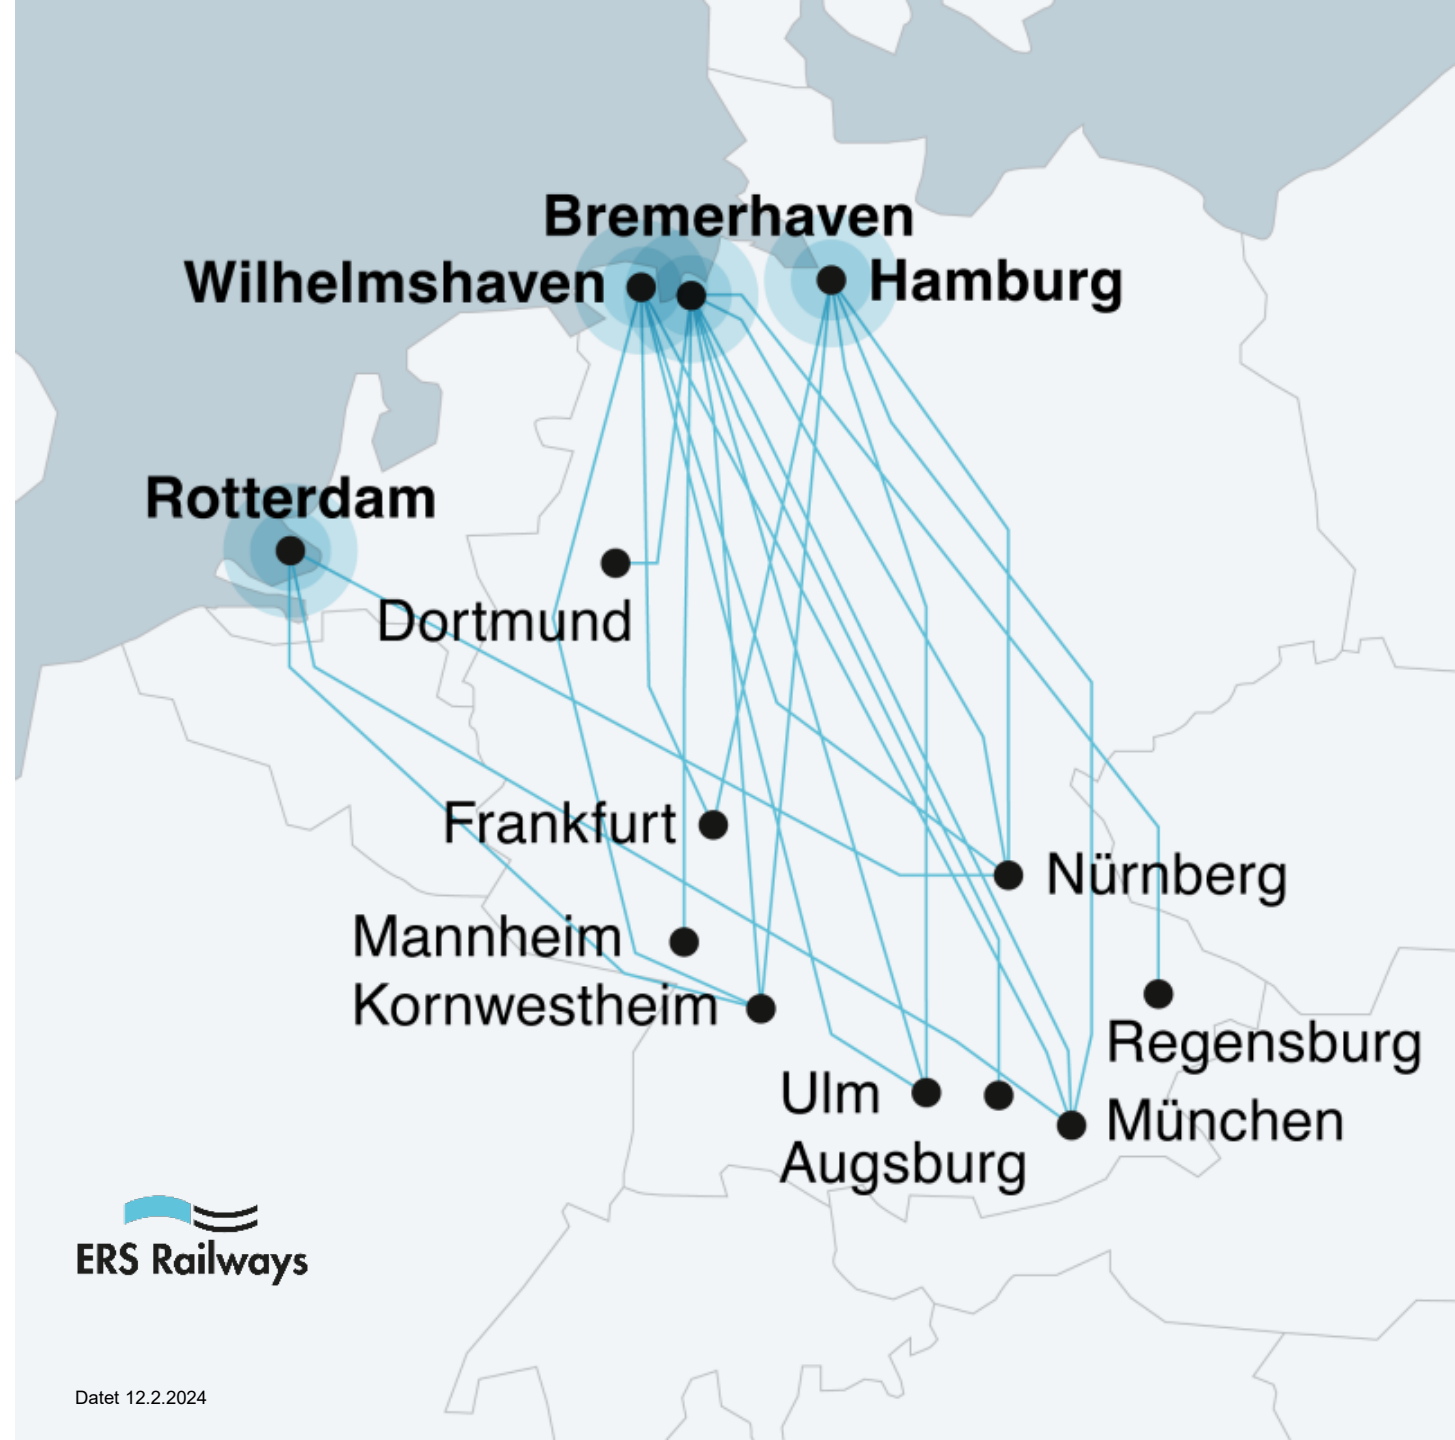 Bremerhaven
Wilhelmshaven
Hamburg
Rotterdam
Dortmund
Frankfurt
Nürnberg
Mannheim
Kornwestheim
Regensburg
Ulm
München
Augsburg
ERS Railways
Datet 12.2.2024